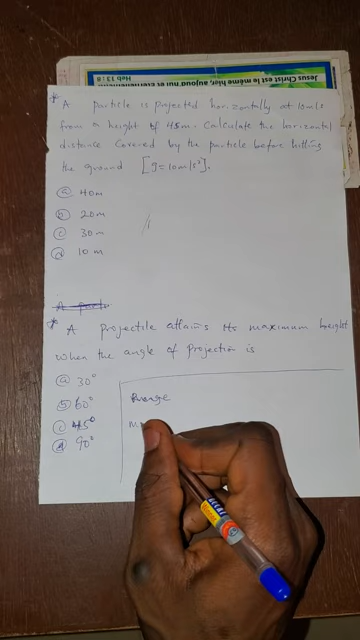 Jésus Christ est le même hier, aujourd'hui et éternellement
Heb 13:8
* A particle is projected horizontally at 10m/s
from a height of 45m. Calculate the horizontal
distance covered by the particle before hitting
the ground [g=10m/s²].
(a) 40m
(b) 20m
(c) 30m
(d) 10m
* A projectile attains its maximum height
when the angle of projection is
(a) 30°
(b) 60°
(c) 45°
(d) 90°
Range
M